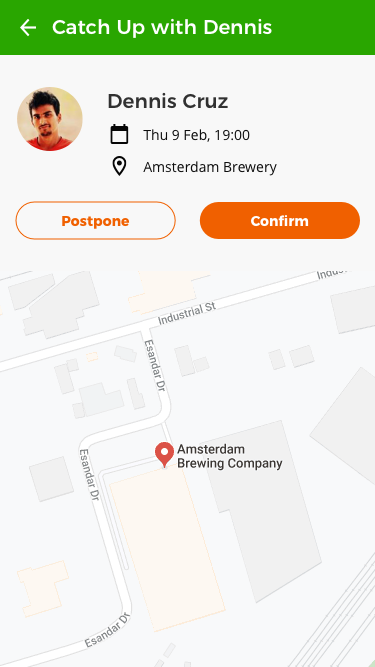 Catch Up with Dennis
Dennis Cruz
Thu 9 Feb, 19:00
Amsterdam Brewery
Postpone
Confirm
Industrial St
Esandar Dr
Amsterdam
Brewing Company
Esandar Dr
Esandar Dr